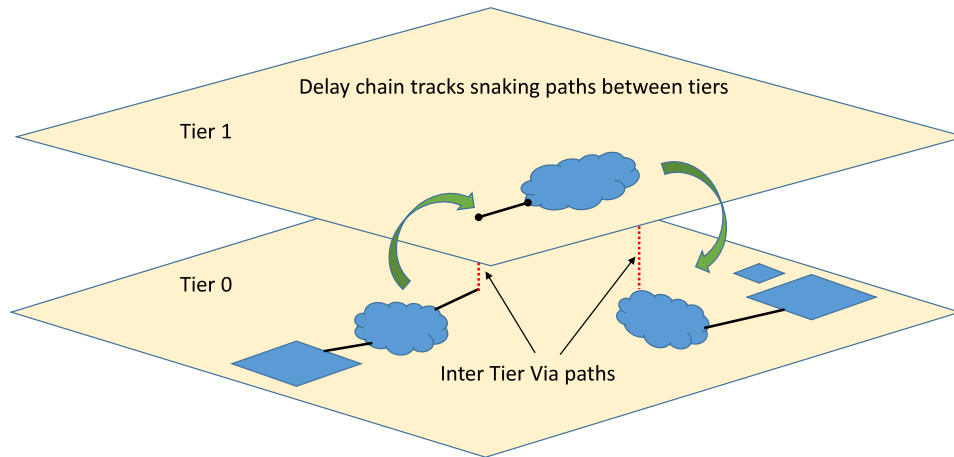 Delay chain tracks snaking paths between tiers
Tier 1
Tier 0
Inter Tier Via paths